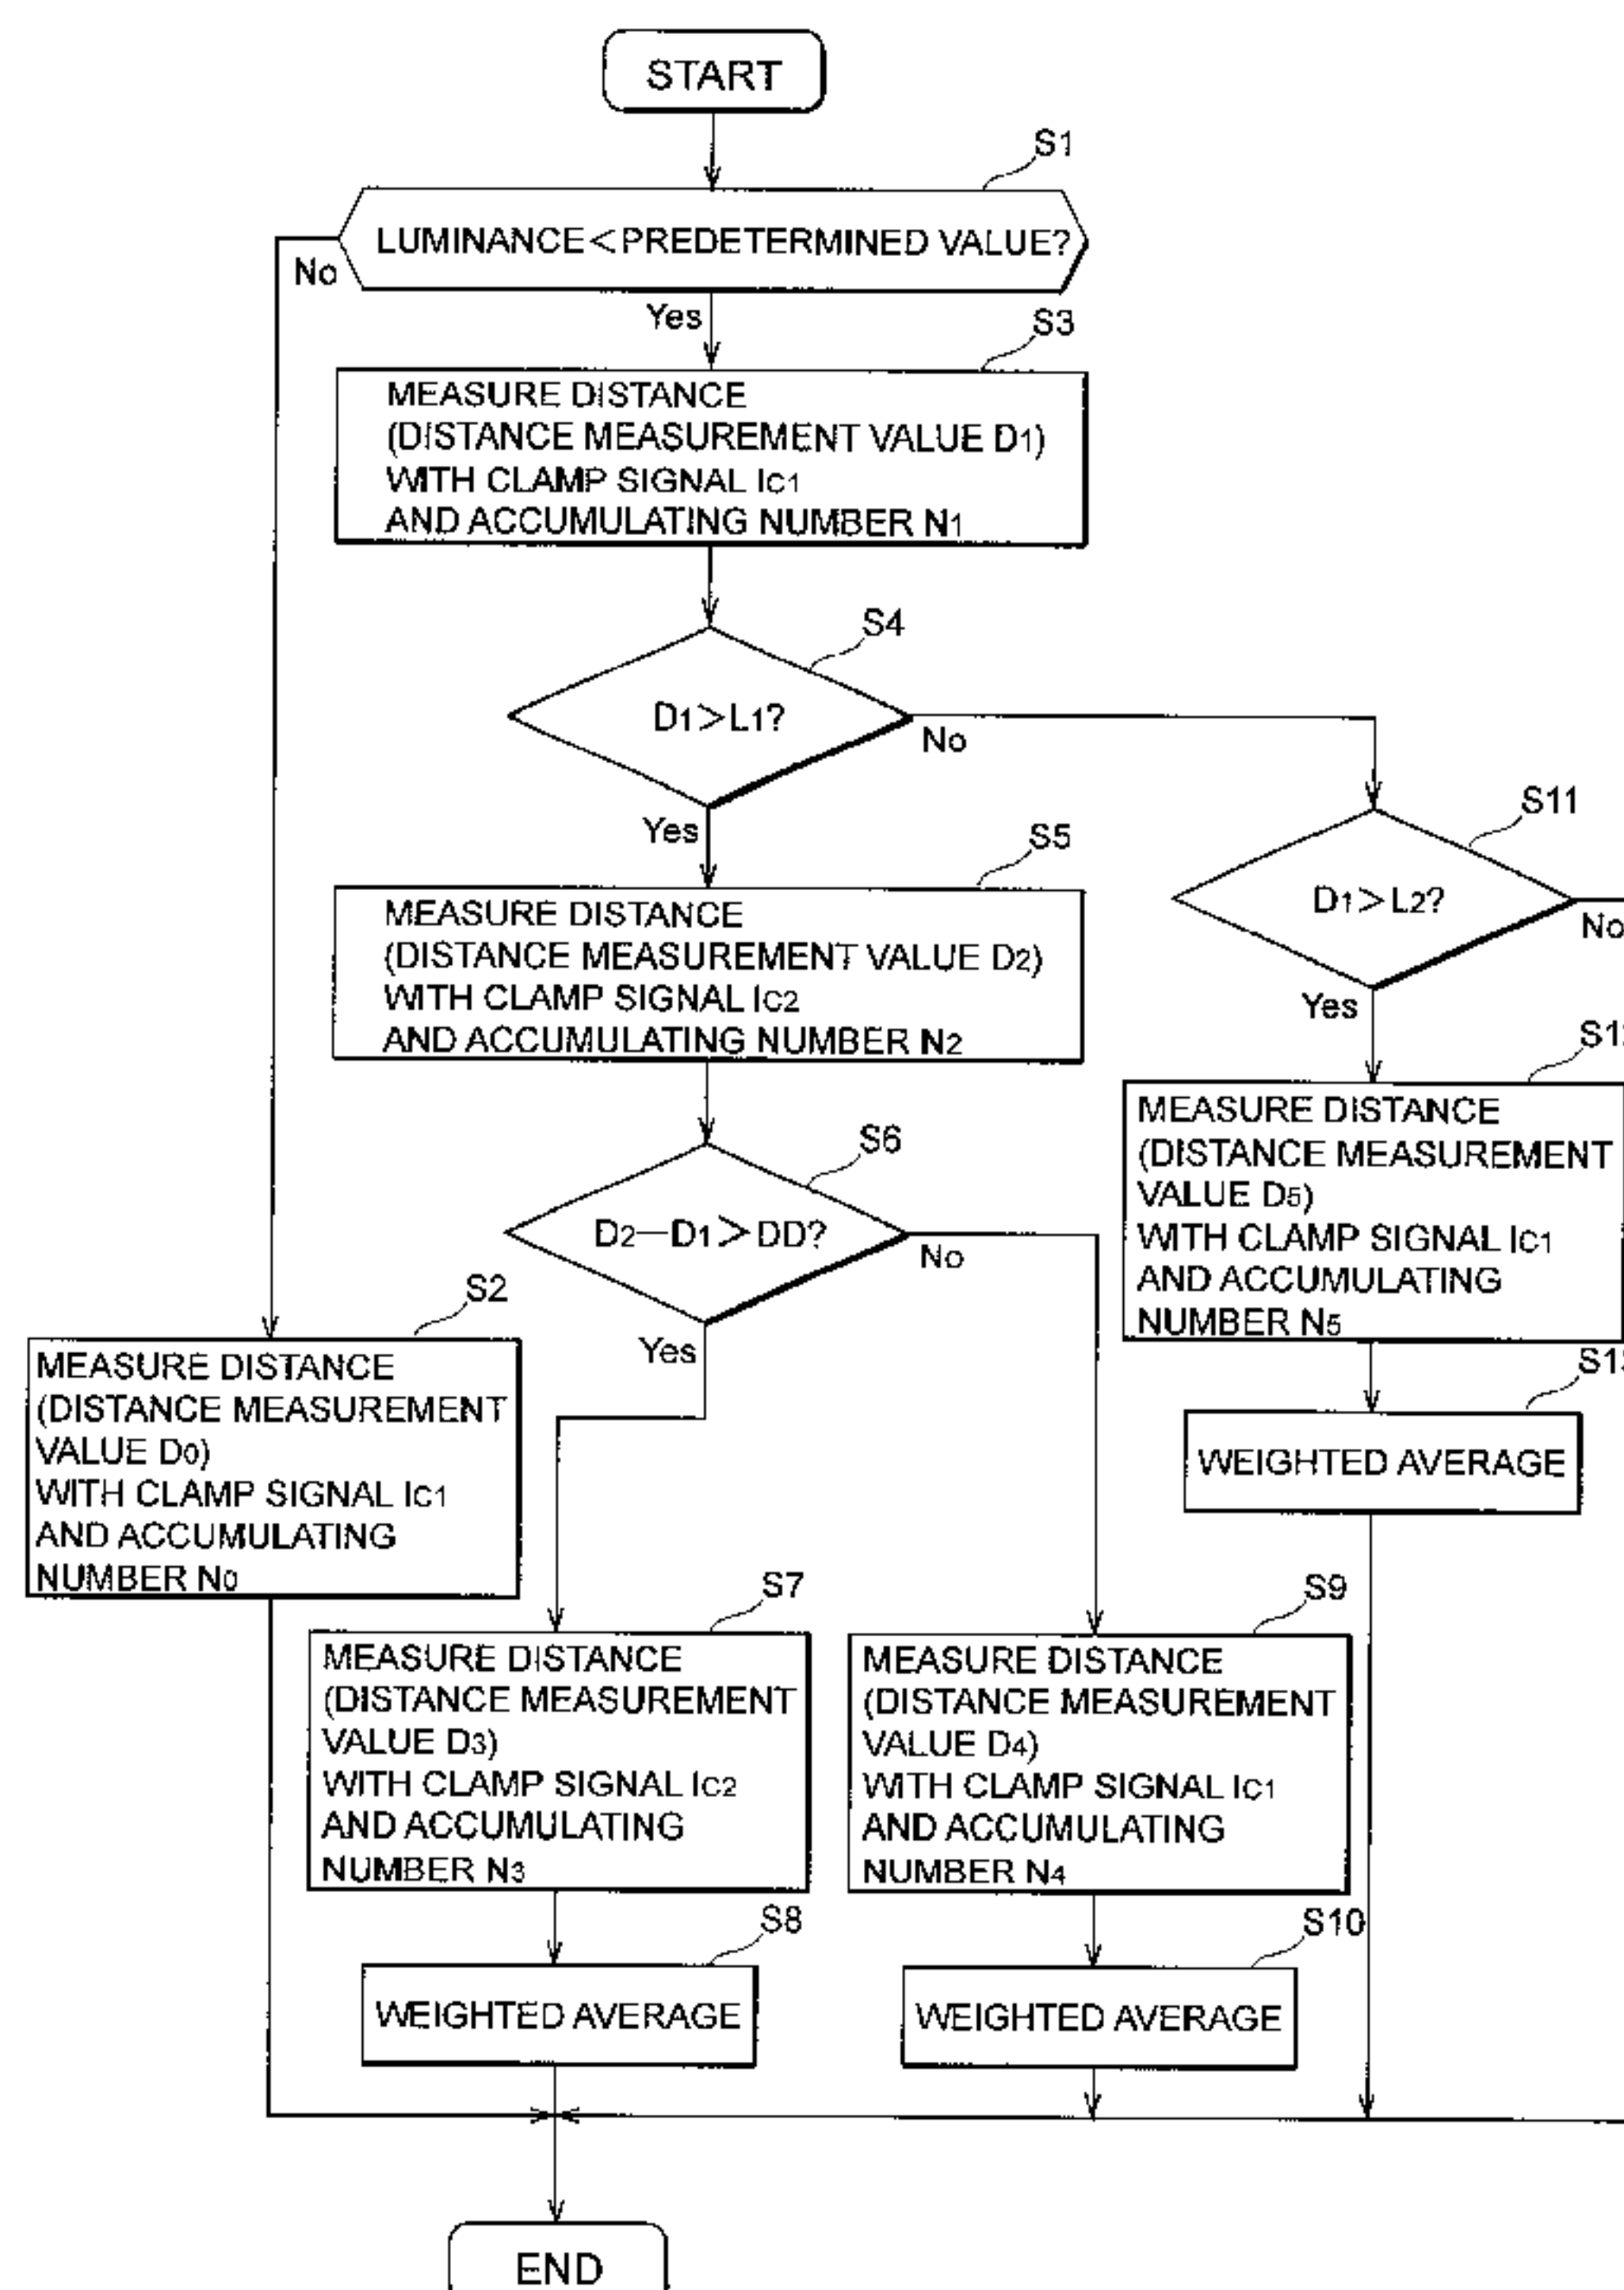 START
S1
LUMINANCE<PREDETERMINED VALUE?
No
Yes
S3
MEASURE DISTANCE
(DISTANCE MEASUREMENT VALUE D1)
WITH CLAMP SIGNAL IC1
AND ACCUMULATING NUMBER N1
S4
D1>L1?
No
Yes
S11
D1>L2?
No
Yes
S5
MEASURE DISTANCE
(DISTANCE MEASUREMENT VALUE D2)
WITH CLAMP SIGNAL IC2
AND ACCUMULATING NUMBER N2
S6
D2—D1>DD?
No
Yes
MEASURE DISTANCE
(DISTANCE MEASUREMENT
VALUE D5)
WITH CLAMP SIGNAL IC1
AND ACCUMULATING
NUMBER N5
WEIGHTED AVERAGE
S2
MEASURE DISTANCE
(DISTANCE MEASUREMENT
VALUE D0)
WITH CLAMP SIGNAL IC1
AND ACCUMULATING
NUMBER N0
S7
MEASURE DISTANCE
(DISTANCE MEASUREMENT
VALUE D3)
WITH CLAMP SIGNAL IC2
AND ACCUMULATING
NUMBER N3
S9
MEASURE DISTANCE
(DISTANCE MEASUREMENT
VALUE D4)
WITH CLAMP SIGNAL IC1
AND ACCUMULATING
NUMBER N4
S8
WEIGHTED AVERAGE
S10
WEIGHTED AVERAGE
END